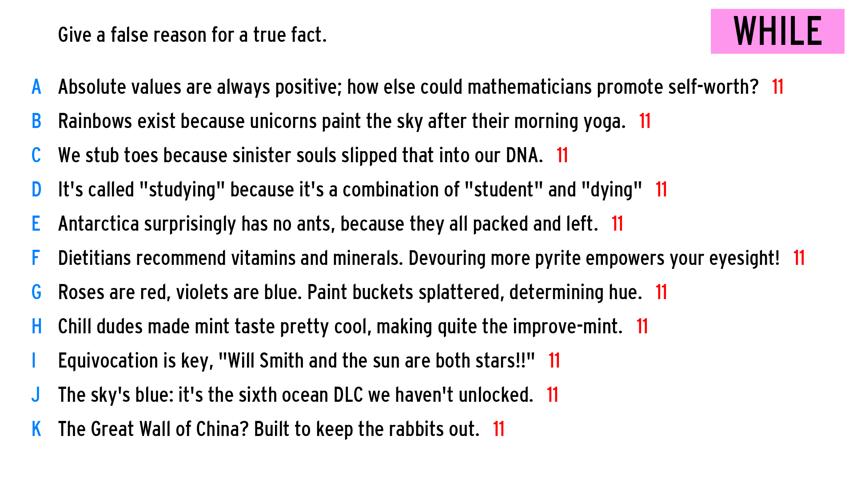 Give a false reason for a true fact.
WHILE
A Absolute values are always positive; how else could mathematicians promote self-worth? 11
B Rainbows exist because unicorns paint the sky after their morning yoga. 11
C We stub toes because sinister souls slipped that into our DNA. 11
D It's called "studying" because it's a combination of "student" and "dying" 11
E Antarctica surprisingly has no ants, because they all packed and left. 11
F Dietitians recommend vitamins and minerals. Devouring more pyrite empowers your eyesight! 11
G Roses are red, violets are blue. Paint buckets splattered, determining hue. 11
H Chill dudes made mint taste pretty cool, making quite the improve-mint. 11
I Equivocation is key, "Will Smith and the sun are both stars!!" 11
J The sky's blue: it's the sixth ocean DLC we haven't unlocked. 11
K The Great Wall of China? Built to keep the rabbits out. 11